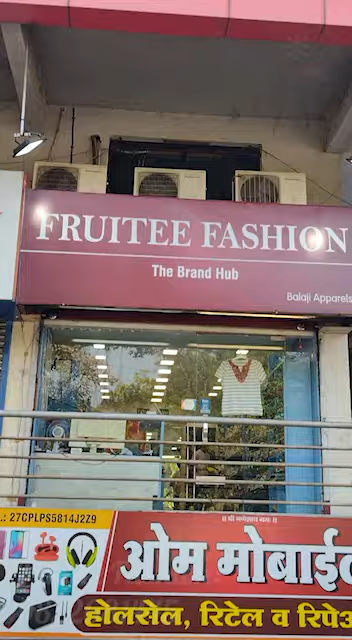 FRUITEE FASHION
The Brand Hub
Balaji Apparels
27CPLPS5814J2Z9
ओम मोबाईल
होलसेल, रिटेल व